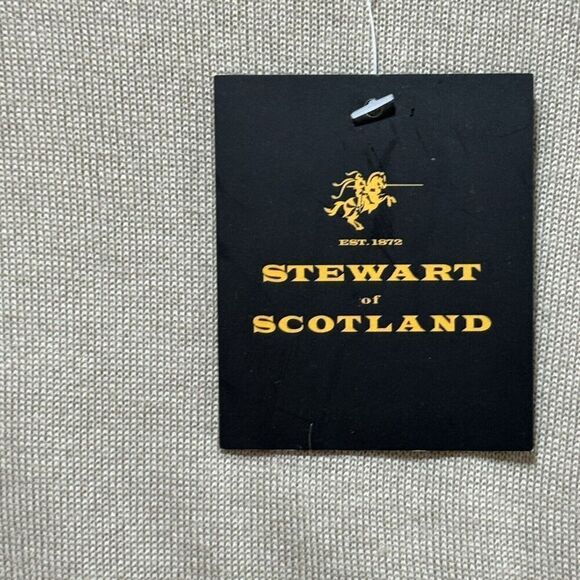 EST. 1872
STEWART
of
SCOTLAND